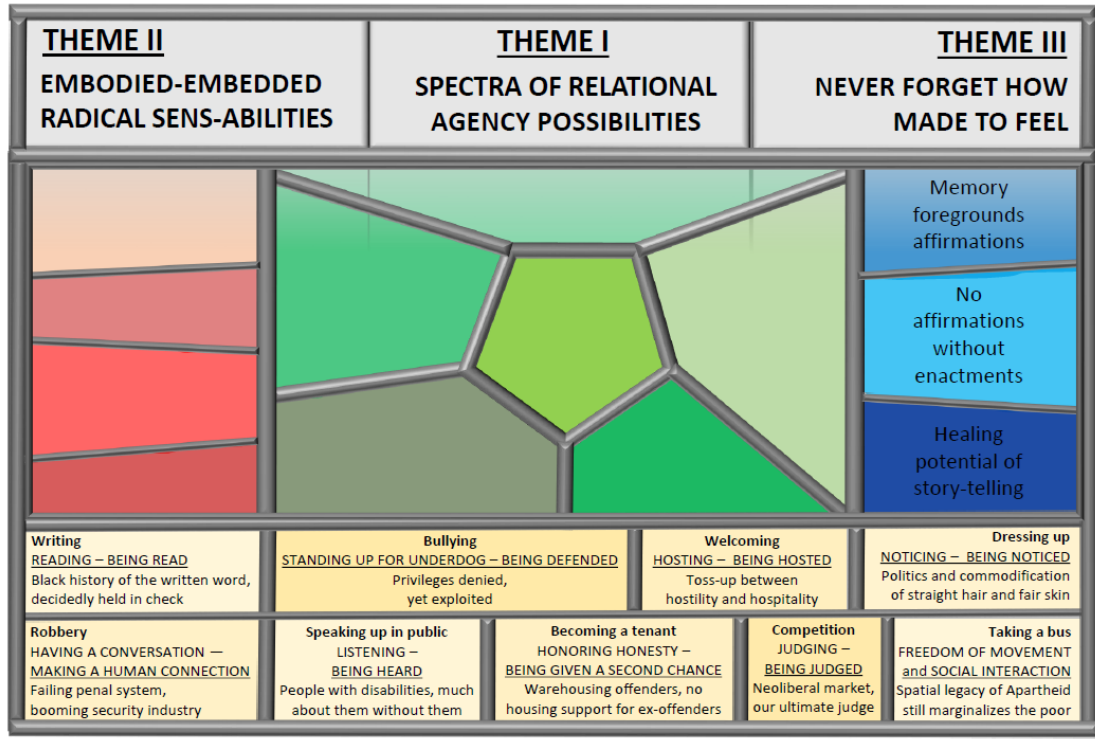 THEME II
EMBODIED-EMBEDDED
RADICAL SENS-ABILITIES
THEME I
SPECTRA OF RELATIONAL
AGENCY POSSIBILITIES
THEME III
NEVER FORGET HOW
MADE TO FEEL
Memory
foregrounds
affirmations
No
affirmations
without
enactments
Healing
potential of
story-telling
Writing
READING – BEING READ
Black history of the written word,
decidedly held in check
Bullying
STANDING UP FOR UNDERDOG – BEING DEFENDED
Privileges denied,
yet exploited
Welcoming
HOSTING – BEING HOSTED
Toss-up between
hostility and hospitality
Dressing up
NOTICING – BEING NOTICED
Politics and commodification
of straight hair and fair skin
Robbery
HAVING A CONVERSATION —
MAKING A HUMAN CONNECTION
Failing penal system,
booming security industry
Speaking up in public
LISTENING –
BEING HEARD
People with disabilities, much
about them without them
Becoming a tenant
HONORING HONESTY –
BEING GIVEN A SECOND CHANCE
Warehousing offenders, no
housing support for ex-offenders
Competition
JUDGING –
BEING JUDGED
Neoliberal market,
our ultimate judge
Taking a bus
FREEDOM OF MOVEMENT
and SOCIAL INTERACTION
Spatial legacy of Apartheid
still marginalizes the poor